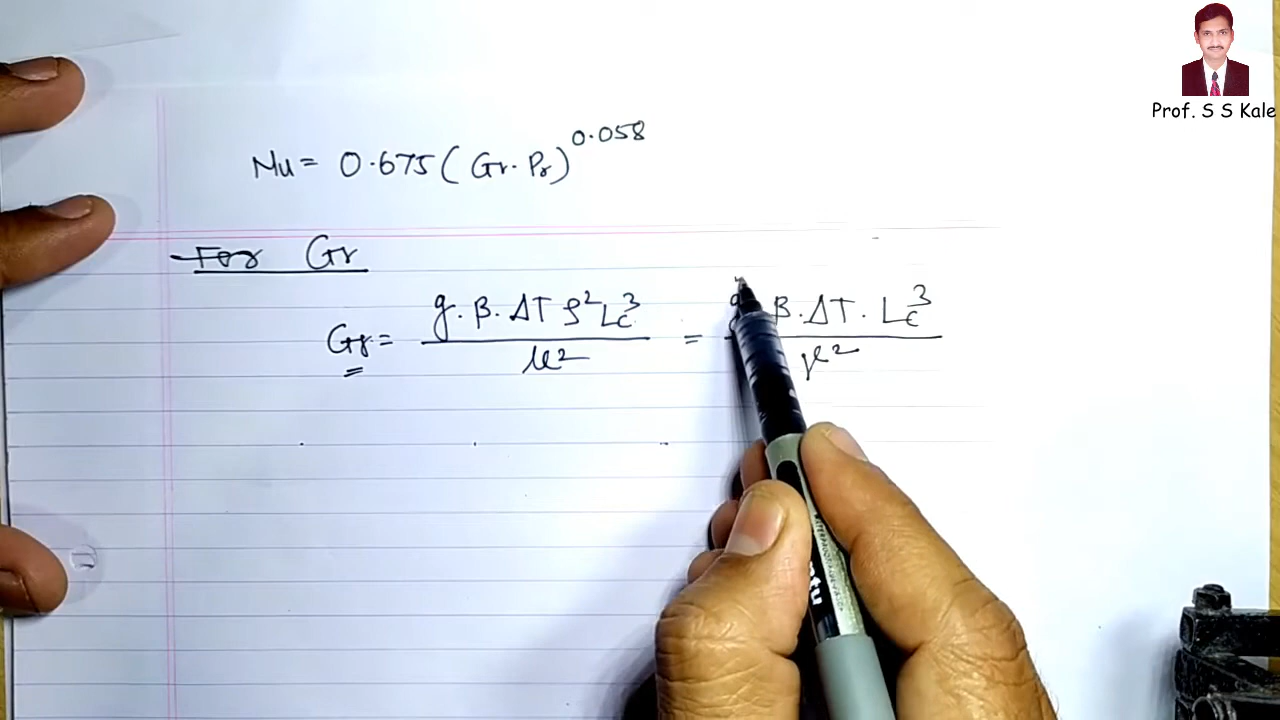 Prof. S S Kale
Nu = 0.675 (Gr. Pr)^0.058
For Gr
Gr = g. β. ΔT ρ² Lc³ / μ² = g. β. ΔT. Lc³ / ν²